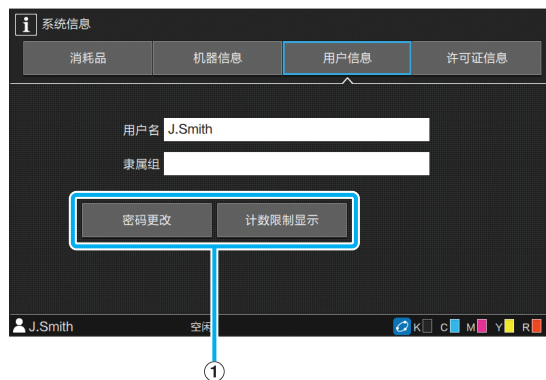 i 系统信息
消耗品 机器信息 用户信息 许可证信息
用户名 J.Smith
隶属组
密码更改 计数限制显示
J.Smith 空闲 K C M Y R
1